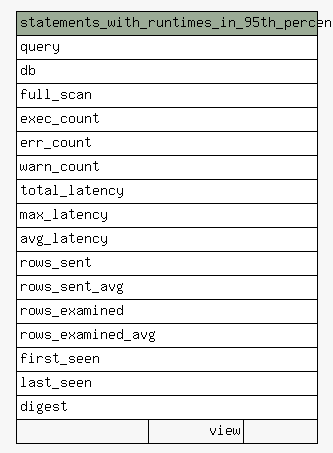 statements_with_runtimes_in_95th_percen
query
db
full_scan
exec_count
err_count
warn_count
total_latency
max_latency
avg_latency
rows_sent
rows_sent_avg
rows_examined
rows_examined_avg
first_seen
last_seen
digest
view